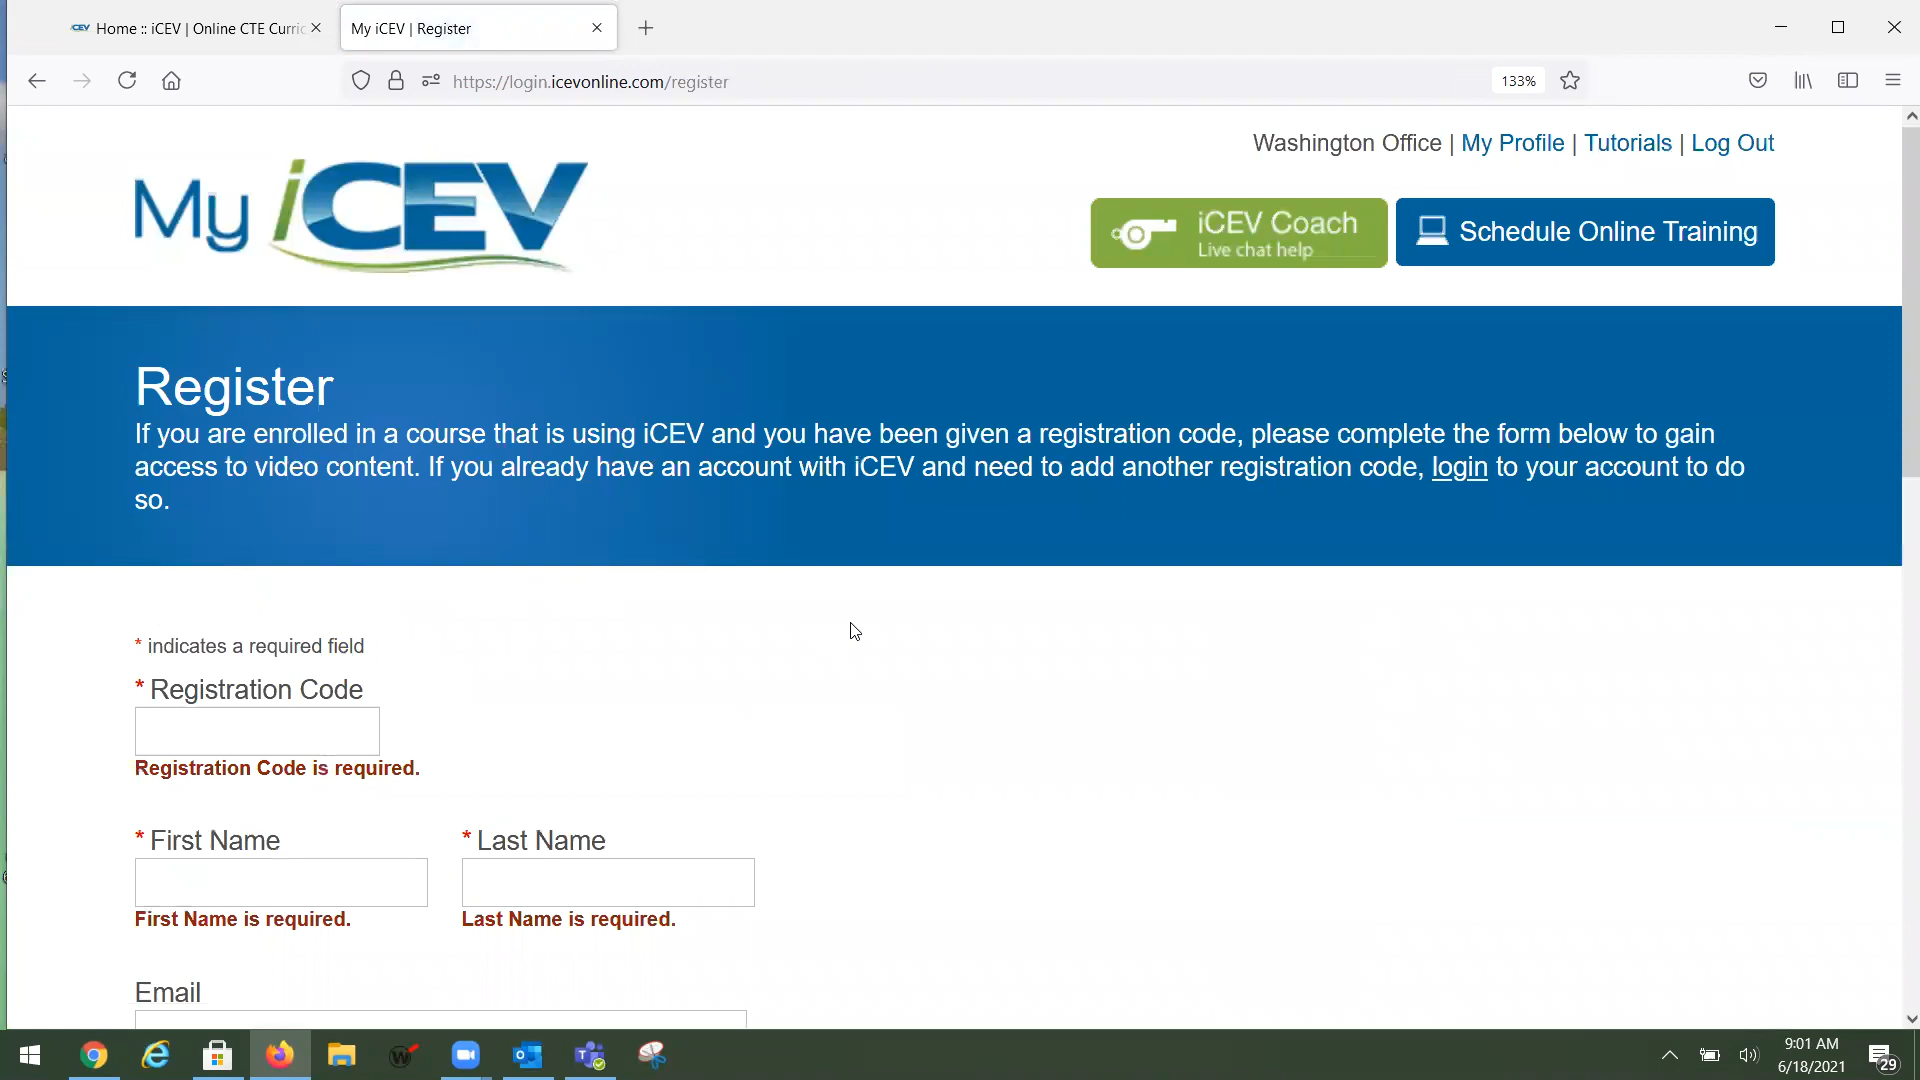 Home :: iCEV | Online CTE Curric
My iCEV | Register
https://login.icevonline.com/register
133%
Washington Office | My Profile | Tutorials | Log Out
My iCEV
iCEV Coach
Live chat help
Schedule Online Training
Register
If you are enrolled in a course that is using iCEV and you have been given a registration code, please complete the form below to gain
access to video content. If you already have an account with iCEV and need to add another registration code, login to your account to do
so.
* indicates a required field
* Registration Code
Registration Code is required.
* First Name
* Last Name
First Name is required.
Last Name is required.
Email
9:01 AM
6/18/2021
29